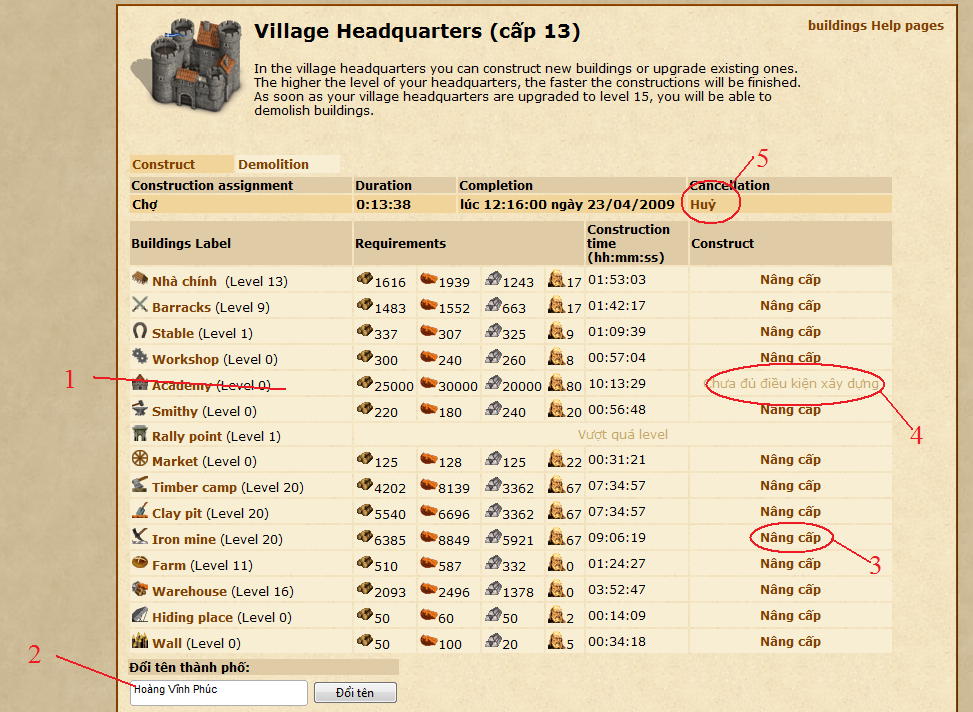 Village Headquarters (cấp 13)
buildings Help pages
In the village headquarters you can construct new buildings or upgrade existing ones.
The higher the level of your headquarters, the faster the constructions will be finished.
As soon as your village headquarters are upgraded to level 15, you will be able to
demolish buildings.
5
Construct Demolition
Construction assignment Duration Completion Cancellation
Chợ 0:13:38 lúc 12:16:00 ngày 23/04/2009 Huỷ
Buildings Label Requirements Construction time (hh:mm:ss) Construct
Nhà chính (Level 13) 1616 1939 1243 17 01:53:03 Nâng cấp
Barracks (Level 9) 1483 1552 663 17 01:42:17 Nâng cấp
Stable (Level 1) 337 307 325 9 01:09:39 Nâng cấp
Workshop (Level 0) 300 240 260 8 00:57:04 Nâng cấp
1 Academy (Level 0) 25000 30000 20000 80 10:13:29 Chưa đủ điều kiện xây dựng
Smithy (Level 0) 220 180 240 20 00:56:48 Nâng cấp
Rally point (Level 1) Vượt quá level 4
Market (Level 0) 125 128 125 22 00:31:21 Nâng cấp
Timber camp (Level 20) 4202 8139 3362 67 07:34:57 Nâng cấp
Clay pit (Level 20) 5540 6696 3362 67 07:34:57 Nâng cấp
Iron mine (Level 20) 6385 8849 5921 67 09:06:19 Nâng cấp
Farm (Level 11) 510 587 332 0 01:24:27 Nâng cấp 3
Warehouse (Level 16) 2093 2496 1378 0 03:52:47 Nâng cấp
Hiding place (Level 0) 50 60 50 2 00:14:09 Nâng cấp
Wall (Level 0) 50 100 20 5 00:34:18 Nâng cấp
2
Đổi tên thành phố:
Hoàng Vĩnh Phúc Đổi tên